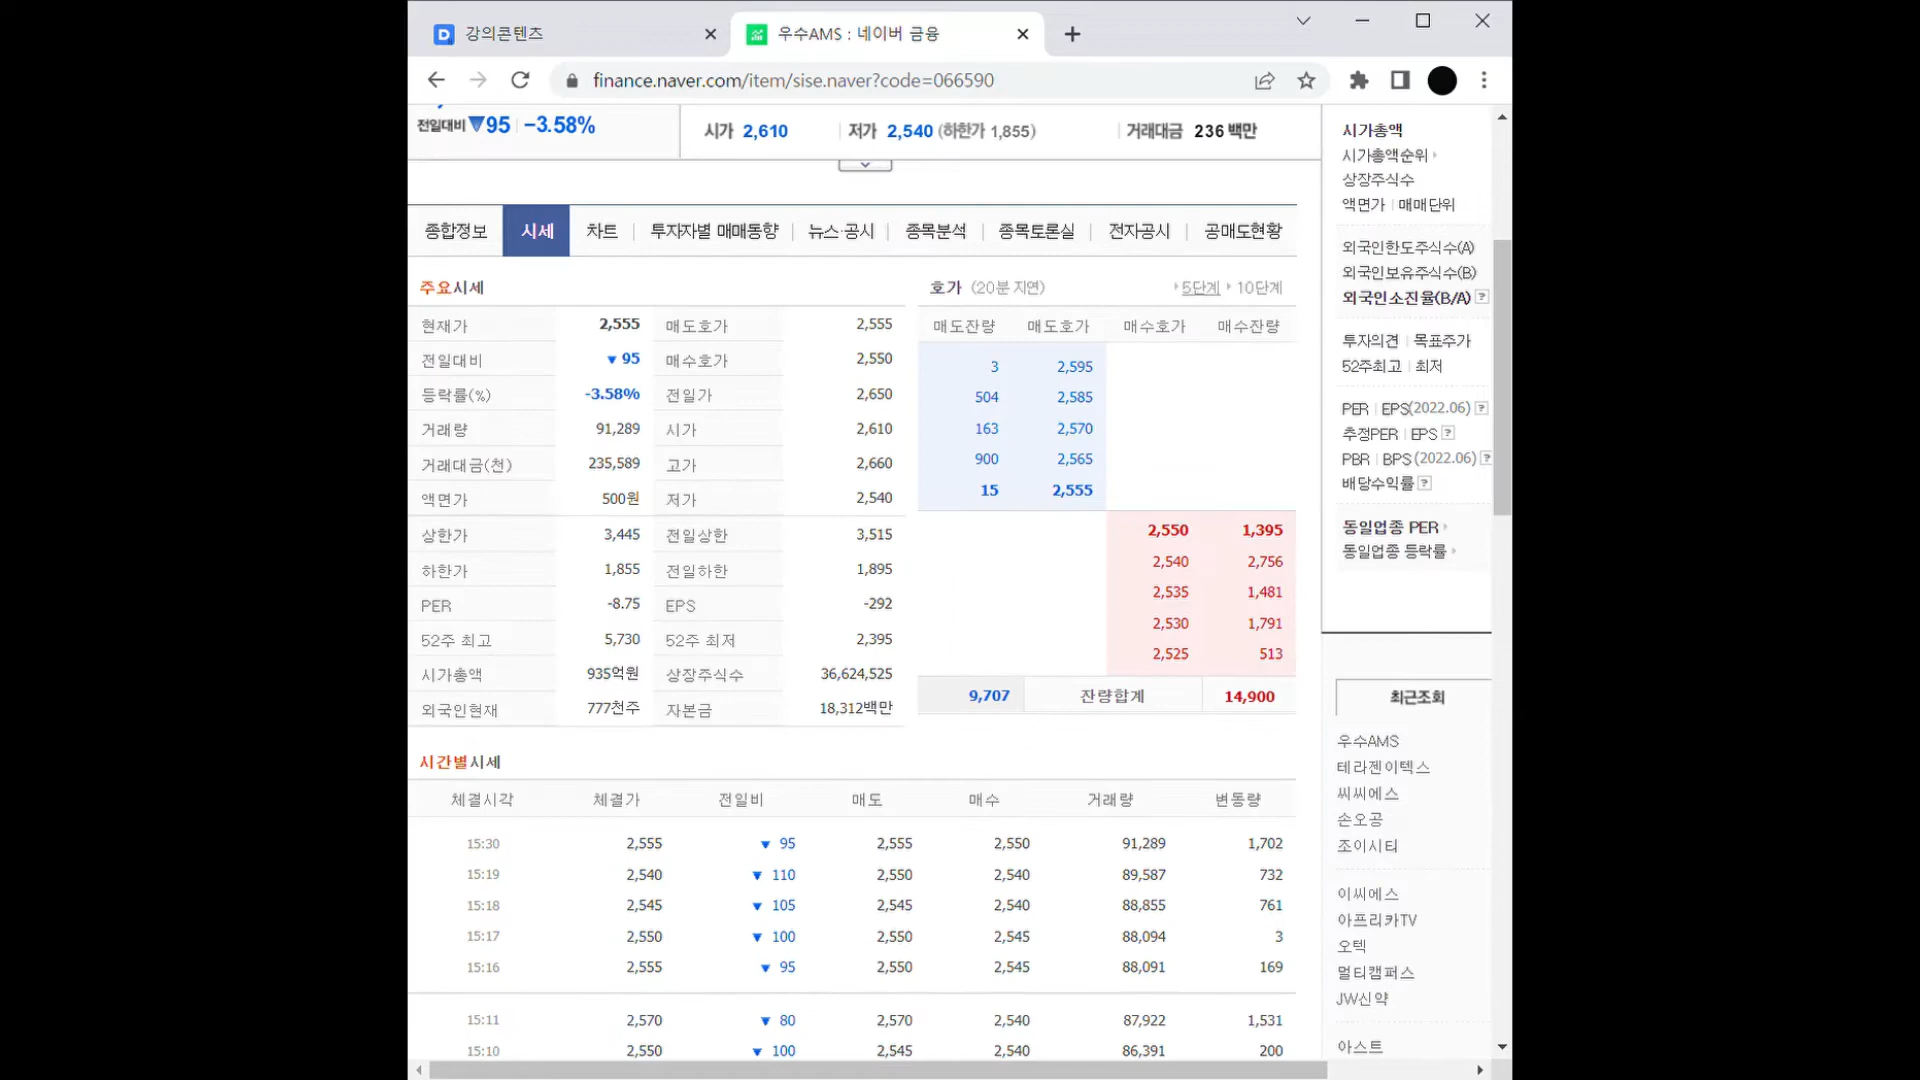 강의콘텐츠
우수AMS : 네이버 금융
finance.naver.com/item/sise.naver?code=066590
전일대비 ▼95 | -3.58%
시가 2,610 | 저가 2,540 (하한가 1,855) | 거래대금 236 백만
종합정보 시세 차트 | 투자자별 매매동향 | 뉴스·공시 | 종목분석 | 종목토론실 | 전자공시 | 공매도현황
주요시세
현재가 2,555 매도호가 2,555
전일대비 ▼ 95 매수호가 2,550
등락률(%) -3.58% 전일가 2,650
거래량 91,289 시가 2,610
거래대금(천) 235,589 고가 2,660
액면가 500원 저가 2,540
상한가 3,445 전일상한 3,515
하한가 1,855 전일하한 1,895
PER -8.75 EPS -292
52주 최고 5,730 52주 최저 2,395
시가총액 935억원 상장주식수 36,624,525
외국인현재 777천주 자본금 18,312백만
호가 (20분 지연) 5단계 10단계
매도잔량 매도호가 매수호가 매수잔량
3 2,595
504 2,585
163 2,570
900 2,565
15 2,555
2,550 1,395
2,540 2,756
2,535 1,481
2,530 1,791
2,525 513
9,707 잔량합계 14,900
시간별시세
체결시각 체결가 전일비 매도 매수 거래량 변동량
15:30 2,555 ▼ 95 2,555 2,550 91,289 1,702
15:19 2,540 ▼ 110 2,550 2,540 89,587 732
15:18 2,545 ▼ 105 2,545 2,540 88,855 761
15:17 2,550 ▼ 100 2,550 2,545 88,094 3
15:16 2,555 ▼ 95 2,550 2,545 88,091 169
15:11 2,570 ▼ 80 2,570 2,540 87,922 1,531
15:10 2,550 ▼ 100 2,545 2,540 86,391 200
시가총액
시가총액순위
상장주식수
액면가 | 매매단위
외국인한도주식수(A)
외국인보유주식수(B)
외국인소진율(B/A) ?
투자의견 | 목표주가
52주최고 | 최저
PER | EPS(2022.06) ?
추정PER | EPS ?
PBR | BPS (2022.06) ?
배당수익률 ?
동일업종 PER
동일업종 등락률
최근조회
우수AMS
테라젠이텍스
씨씨에스
손오공
조이시티
이씨에스
아프리카TV
오텍
멀티캠퍼스
JW신약
아스트